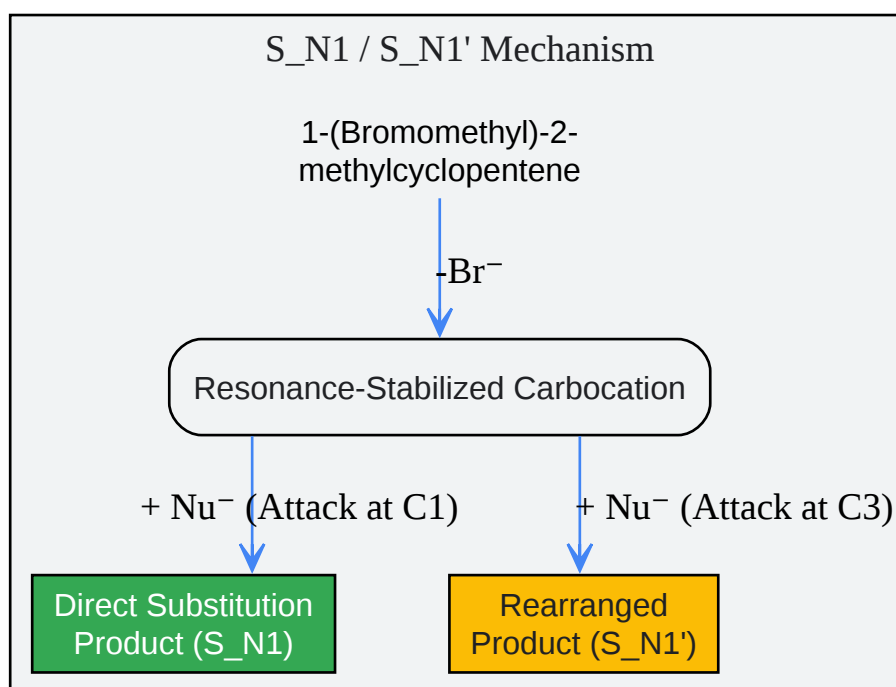 S_N1 / S_N1' Mechanism
1-(Bromomethyl)-2-
methylcyclopentene
-Br⁻
Resonance-Stabilized Carbocation
+ Nu⁻ (Attack at C1)
+ Nu⁻ (Attack at C3)
Direct Substitution
Product (S_N1)
Rearranged
Product (S_N1')